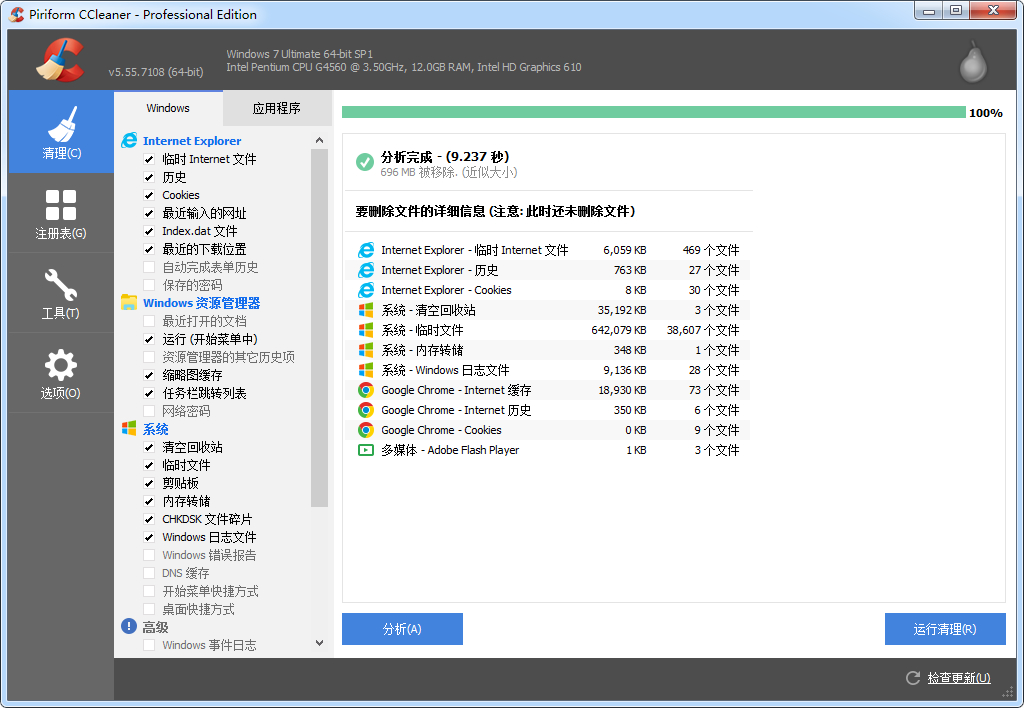 Piriform CCleaner - Professional Edition
v5.55.7108 (64-bit)
Windows 7 Ultimate 64-bit SP1
Intel Pentium CPU G4560 @ 3.50GHz, 12.0GB RAM, Intel HD Graphics 610
清理(C)
注册表(G)
工具(T)
选项(O)
Windows
应用程序
Internet Explorer
临时 Internet 文件
历史
Cookies
最近输入的网址
Index.dat 文件
最近的下载位置
自动完成表单历史
保存的密码
Windows 资源管理器
最近打开的文档
运行 (开始菜单中)
资源管理器的其它历史项
缩略图缓存
任务栏跳转列表
网络密码
系统
清空回收站
临时文件
剪贴板
内存转储
CHKDSK 文件碎片
Windows 日志文件
Windows 错误报告
DNS 缓存
开始菜单快捷方式
桌面快捷方式
高级
Windows 事件日志
100%
分析完成 - (9.237 秒)
696 MB 被移除. (近似大小)
要删除文件的详细信息 (注意: 此时还未删除文件)
Internet Explorer - 临时 Internet 文件 6,059 KB 469 个文件
Internet Explorer - 历史 763 KB 27 个文件
Internet Explorer - Cookies 8 KB 30 个文件
系统 - 清空回收站 35,192 KB 3 个文件
系统 - 临时文件 642,079 KB 38,607 个文件
系统 - 内存转储 348 KB 1 个文件
系统 - Windows 日志文件 9,136 KB 28 个文件
Google Chrome - Internet 缓存 18,930 KB 73 个文件
Google Chrome - Internet 历史 350 KB 6 个文件
Google Chrome - Cookies 0 KB 9 个文件
多媒体 - Adobe Flash Player 1 KB 3 个文件
分析(A)
运行清理(R)
检查更新(U)